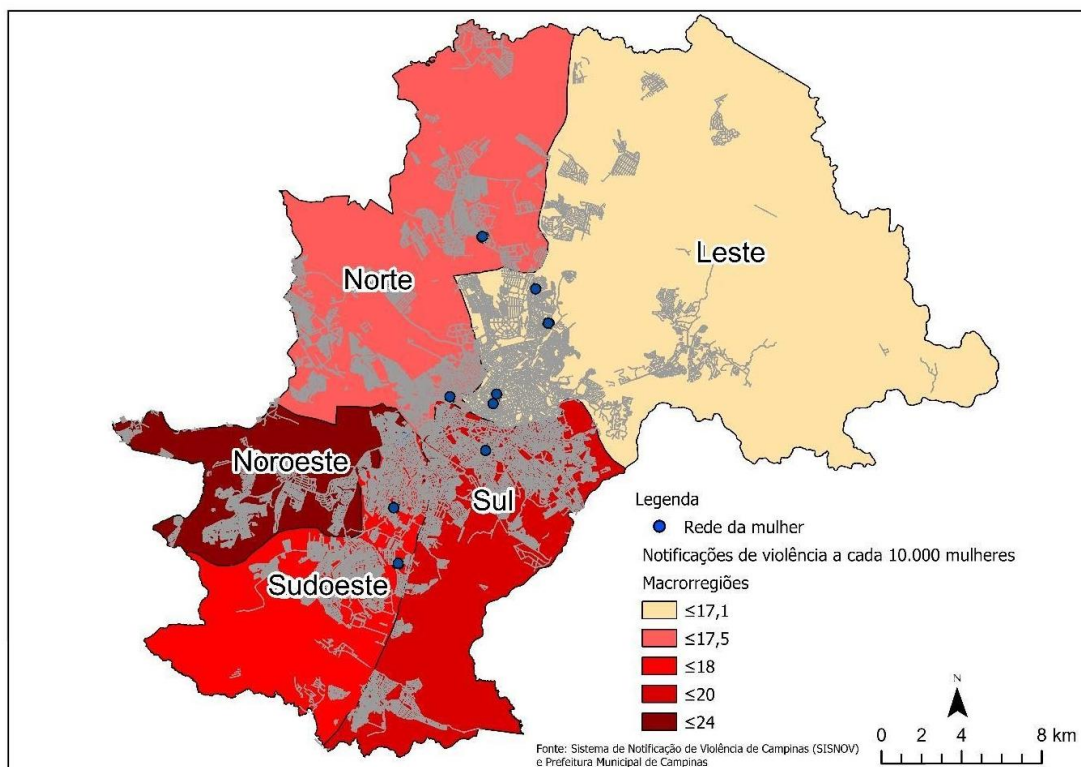 Norte
Leste
Noroeste
Sul
Sudoeste
Legenda
Rede da mulher
Notificações de violência a cada 10.000 mulheres
Macrorregiões
≤17,1
≤17,5
≤18
≤20
≤24
N
0 2 4 8 km
Fonte: Sistema de Notificação de Violência de Campinas (SISNOV)
e Prefeitura Municipal de Campinas